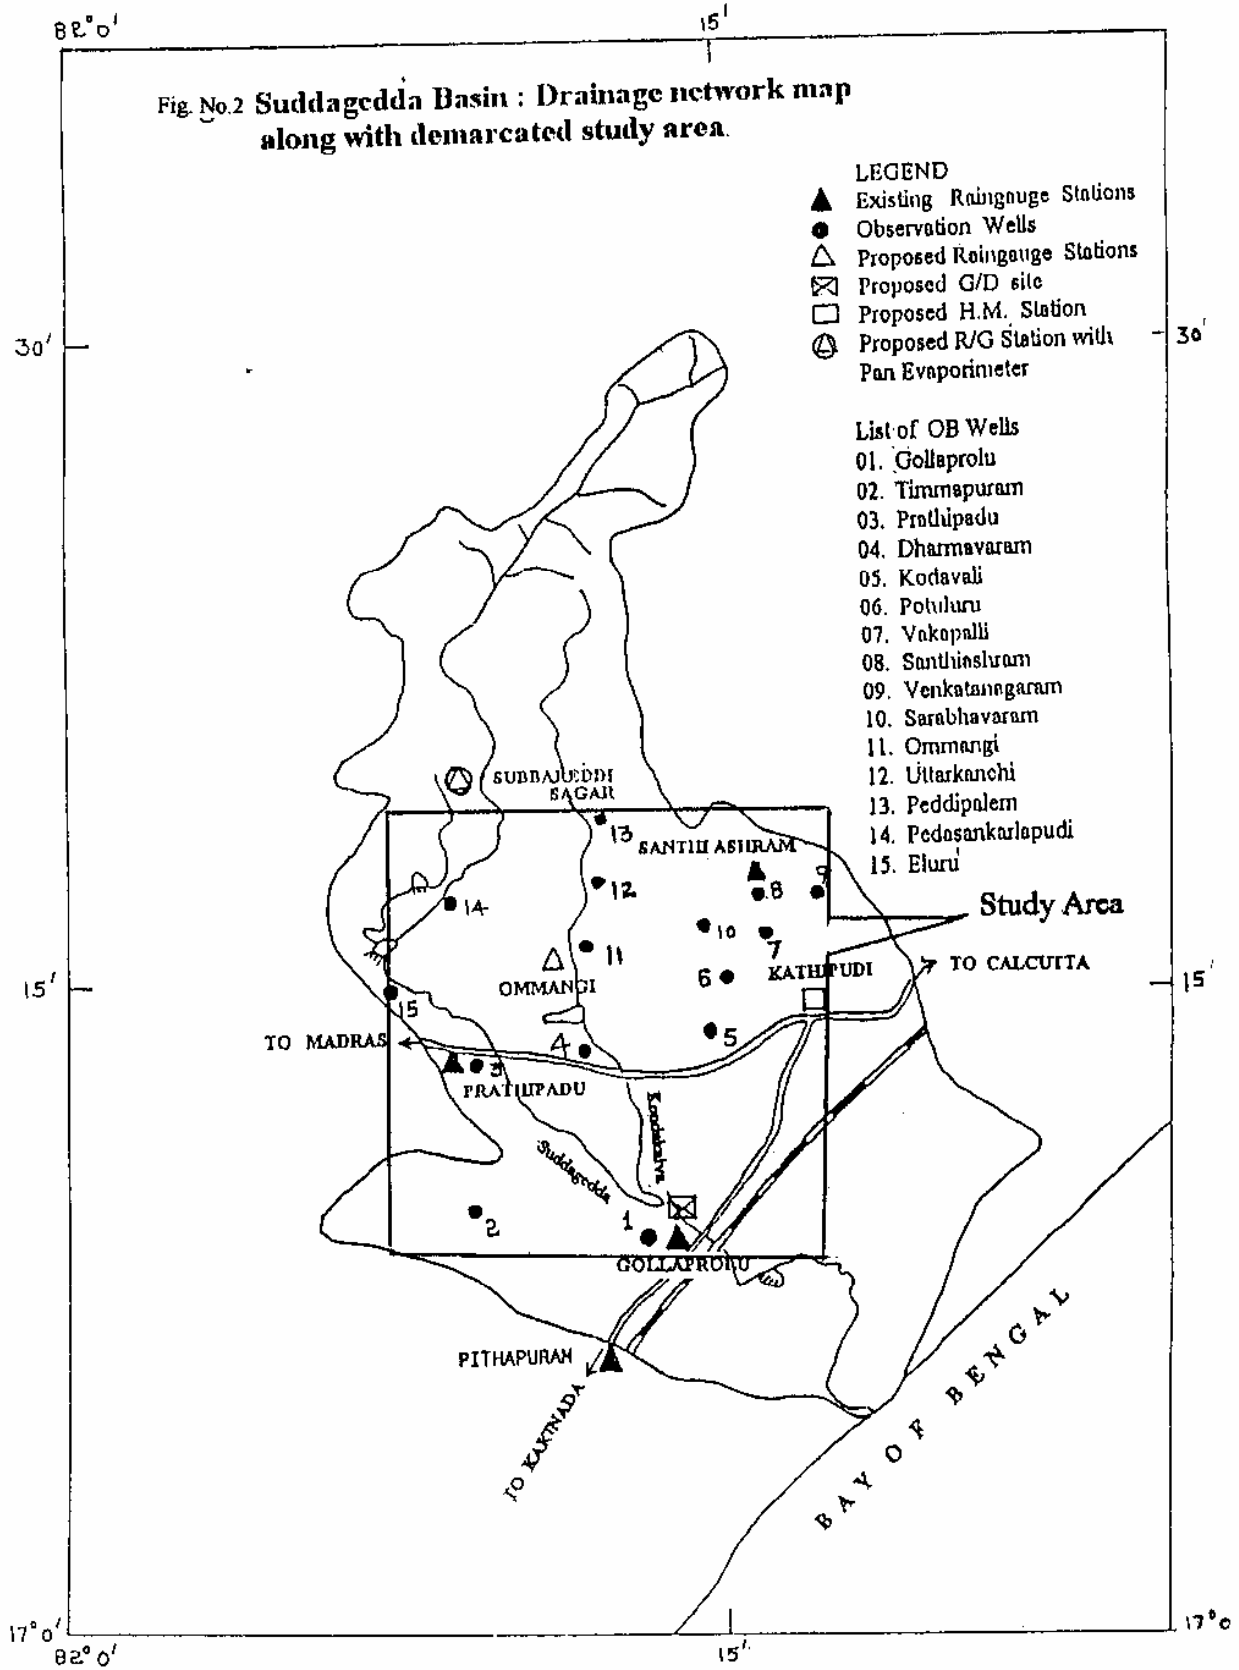 82°0'
15'
Fig. No.2 Suddagedda Basin : Drainage network map
along with demarcated study area.
LEGEND
Existing Raingauge Stations
Observation Wells
Proposed Raingauge Stations
Proposed G/D site
Proposed H.M. Station
Proposed R/G Station with
Pan Evaporimeter
30'
30'
List of OB Wells
01. Gollaprolu
02. Timmapuram
03. Prathipadu
04. Dharmavaram
05. Kodavali
06. Potuluru
07. Vakapalli
08. Santhiashram
09. Venkatanagaram
10. Sarabhavaram
11. Ommangi
12. Uttarkanchi
13. Peddipalem
14. Pedasankarlapudi
15. Eluru
SUBBAREDDI
SAGAR
13
SANTHI ASHRAM
12
8
9
14
10
7
Study Area
11
6
KATHIPUDI
TO CALCUTTA
OMMANGI
15'
15'
15
5
4
TO MADRAS
3
PRATHIPADU
Suddagedda
2
1
GOLLAPROLU
PITHAPURAM
TO KAKINADA
BAY OF BENGAL
17°0'
17°0
82°0'
15'